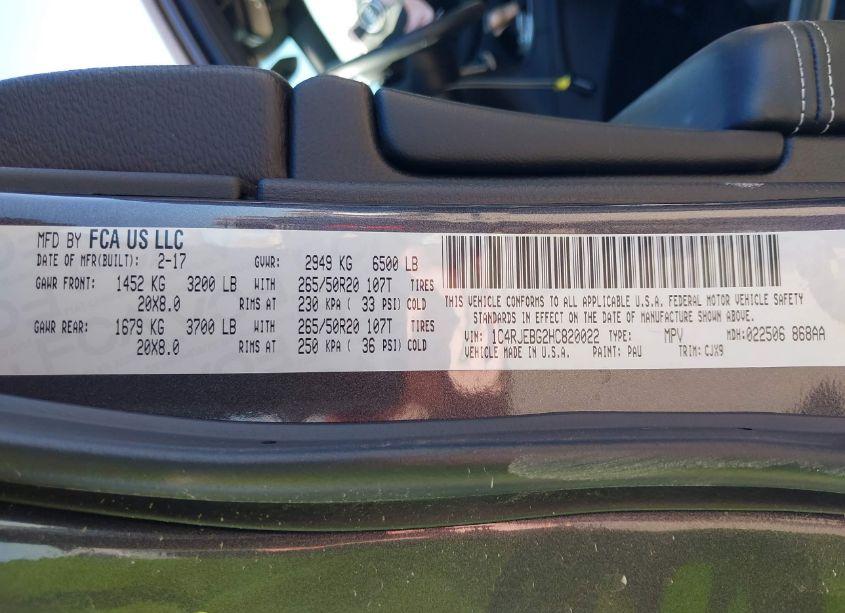 MFD BY FCA US LLC
DATE OF MFR(BUILT): 2-17 GVWR: 2949 KG 6500 LB
GAWR FRONT: 1452 KG 3200 LB WITH 265/50R20 107T TIRES
20X8.0 RIMS AT 230 KPA ( 33 PSI) COLD
GAWR REAR: 1679 KG 3700 LB WITH 265/50R20 107T TIRES
20X8.0 RIMS AT 250 KPA ( 36 PSI) COLD
THIS VEHICLE CONFORMS TO ALL APPLICABLE U.S.A. FEDERAL MOTOR VEHICLE SAFETY
STANDARDS IN EFFECT ON THE DATE OF MANUFACTURE SHOWN ABOVE.
VIN: 1C4RJEBG2HC820022 TYPE: MPV MDH:022506 868AA
VEHICLE MADE IN U.S.A. PAINT: PAU TRIM: CJX9